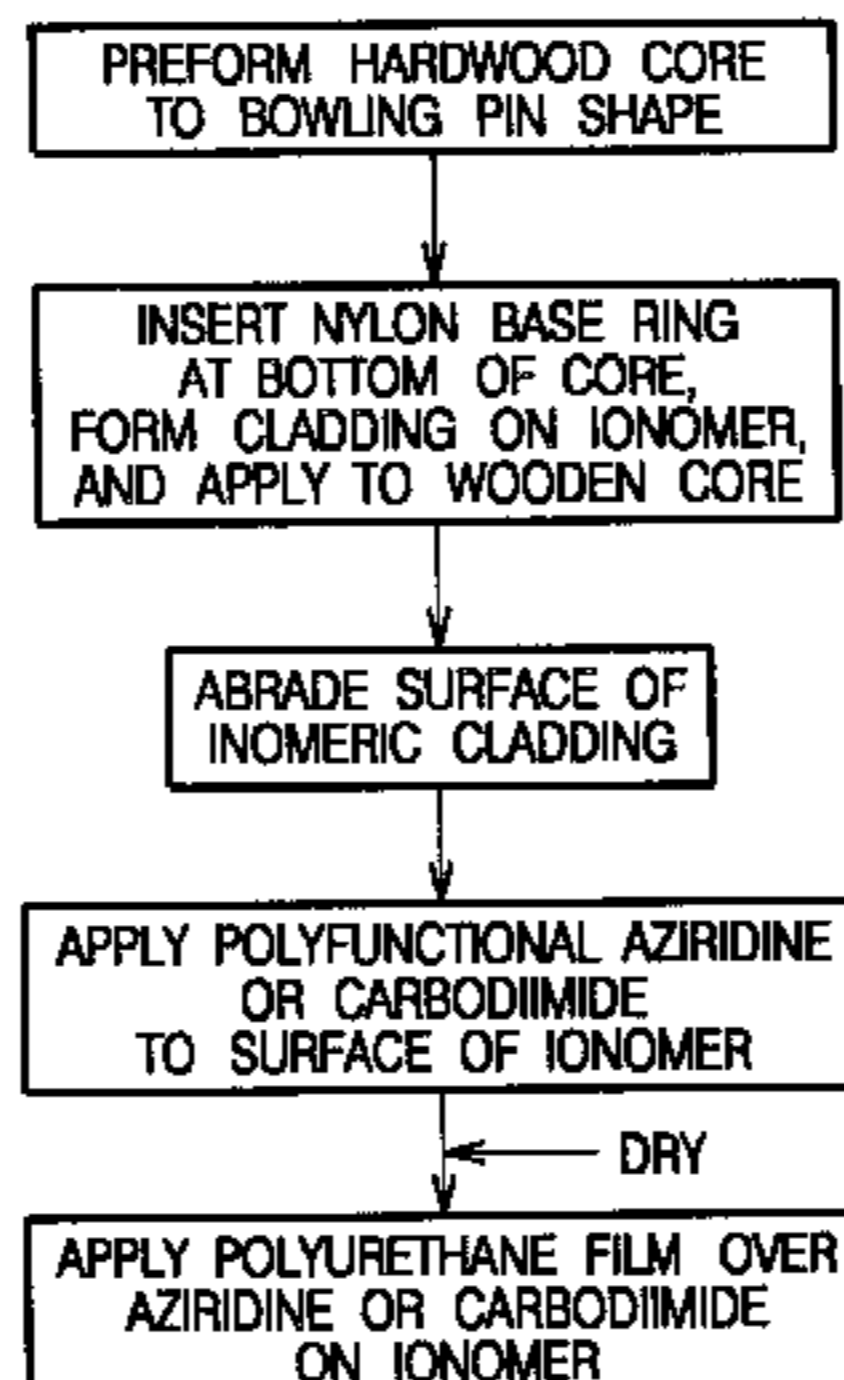 PREFORM HARDWOOD CORE
TO BOWLING PIN SHAPE
INSERT NYLON BASE RING
AT BOTTOM OF CORE,
FORM CLADDING ON IONOMER,
AND APPLY TO WOODEN CORE
ABRADE SURFACE OF
INOMERIC CLADDING
APPLY POLYFUNCTIONAL AZIRIDINE
OR CARBODIIMIDE
TO SURFACE OF IONOMER
DRY
APPLY POLYURETHANE FILM OVER
AZIRIDINE OR CARBODIIMIDE
ON IONOMER